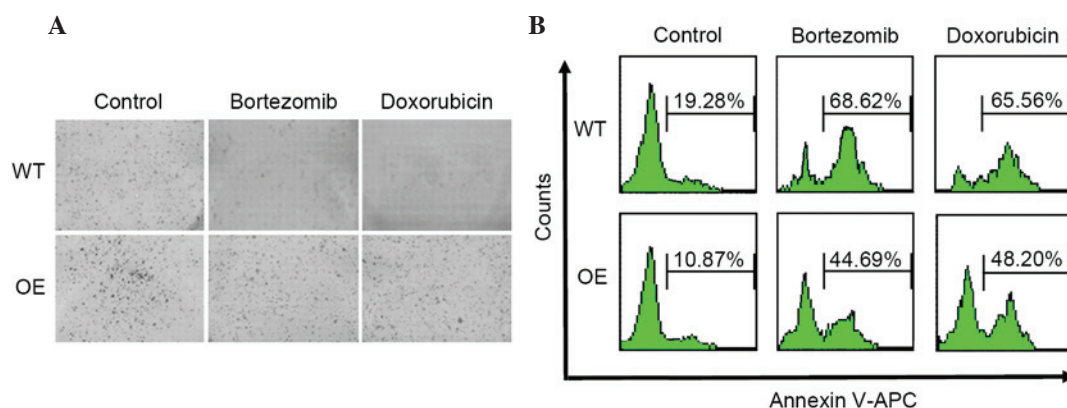 A
Control Bortezomib Doxorubicin
WT
OE
B
Control Bortezomib Doxorubicin
WT
19.28% 68.62% 65.56%
OE
10.87% 44.69% 48.20%
Counts
Annexin V-APC